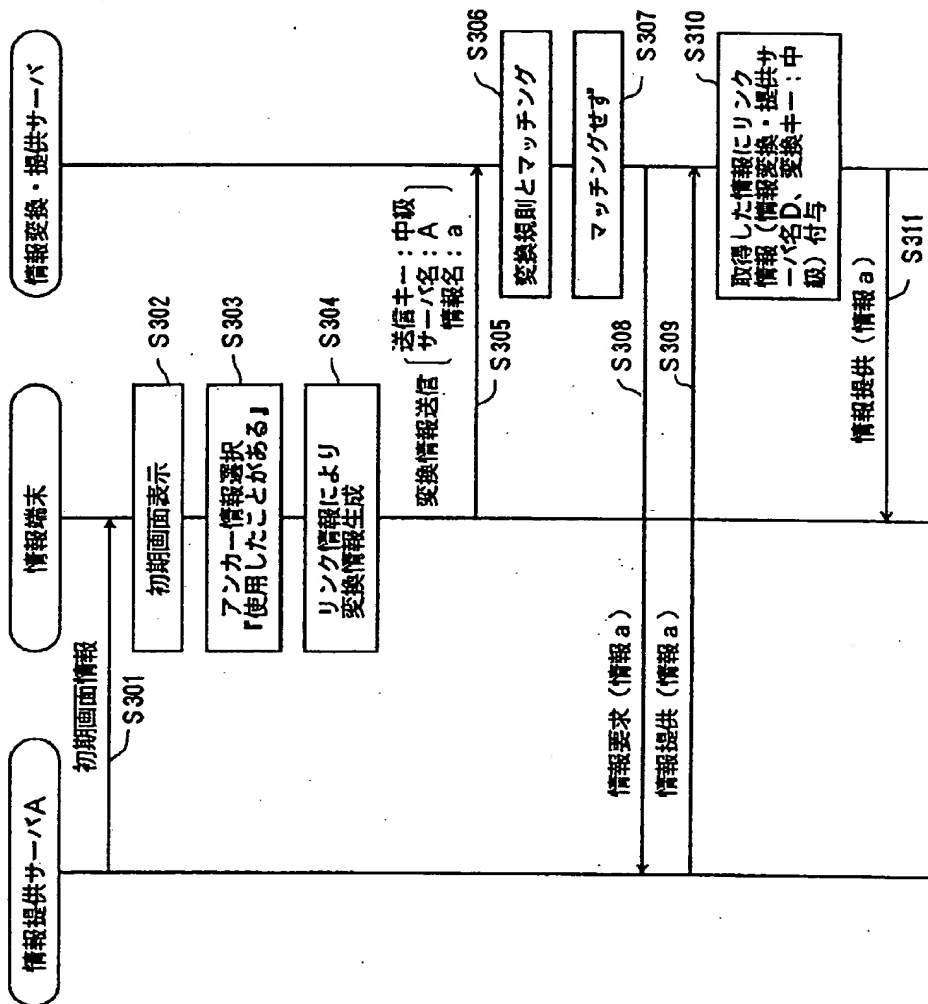 情報提供サーバA
情報端末
情報変換・提供サーバ
初期画面情報
S301
初期画面表示
S302
アンカー情報選択
『使用したことがある』
S303
リンク情報により
変換情報生成
S304
変換情報送信
送信キー：中級
サーバ名：A
情報名：a
S305
変換規則とマッチング
S306
マッチングせず
S307
情報要求（情報a）
S308
情報提供（情報a）
S309
取得した情報にリンク
情報（情報変換・提供サ
ーバ名D、変換キー：中
級）付与
S310
情報提供（情報a）
S311